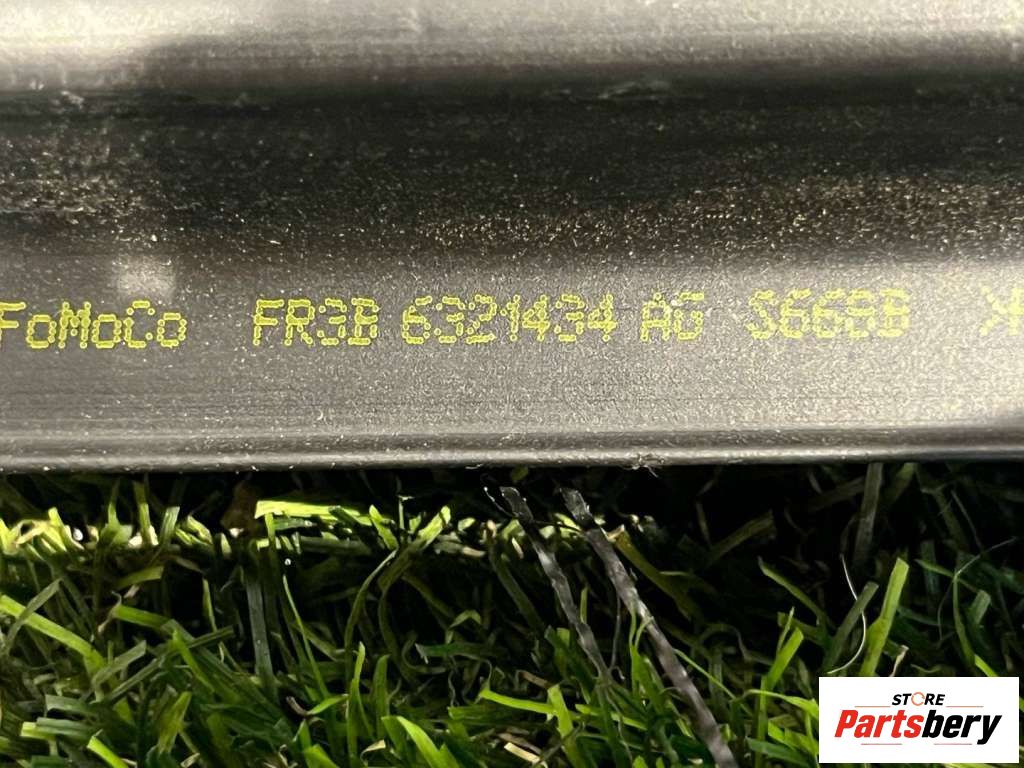 FoMoCo FR3B 6321434 AG S66BB
STORE
Partsbery